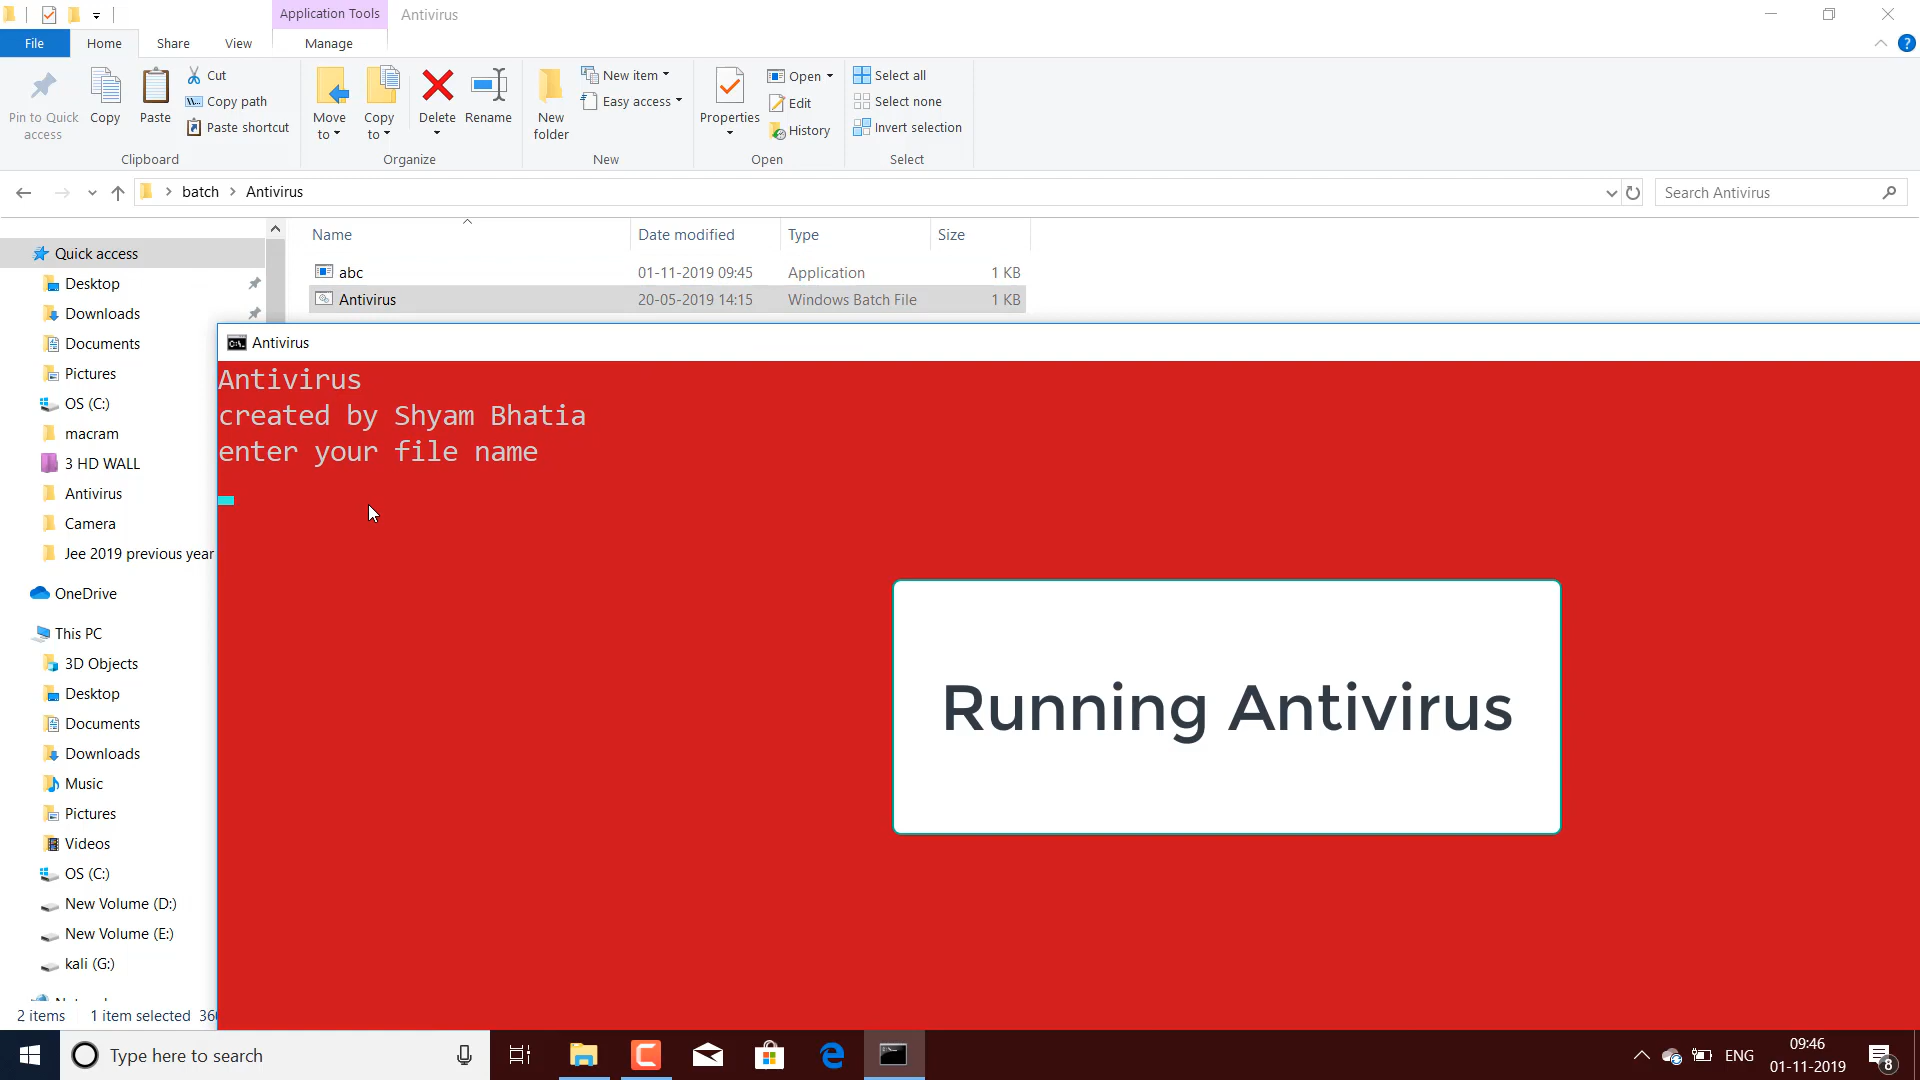 Application Tools
Antivirus
File
Home
Share
View
Manage
Pin to Quick access
Copy
Paste
Cut
Copy path
Paste shortcut
Clipboard
Move to
Copy to
Delete
Rename
Organize
New folder
New item
Easy access
New
Properties
Open
Edit
History
Open
Select all
Select none
Invert selection
Select
batch > Antivirus
Search Antivirus
Name
Date modified
Type
Size
abc 01-11-2019 09:45 Application 1 KB
Antivirus 20-05-2019 14:15 Windows Batch File 1 KB
Quick access
Desktop
Downloads
Documents
Pictures
OS (C:)
macram
3 HD WALL
Antivirus
Camera
Jee 2019 previous year
OneDrive
This PC
3D Objects
Desktop
Documents
Downloads
Music
Pictures
Videos
OS (C:)
New Volume (D:)
New Volume (E:)
kali (G:)
2 items 1 item selected
Antivirus
Antivirus
created by Shyam Bhatia
enter your file name
Running Antivirus
Type here to search
ENG
09:46
01-11-2019
8